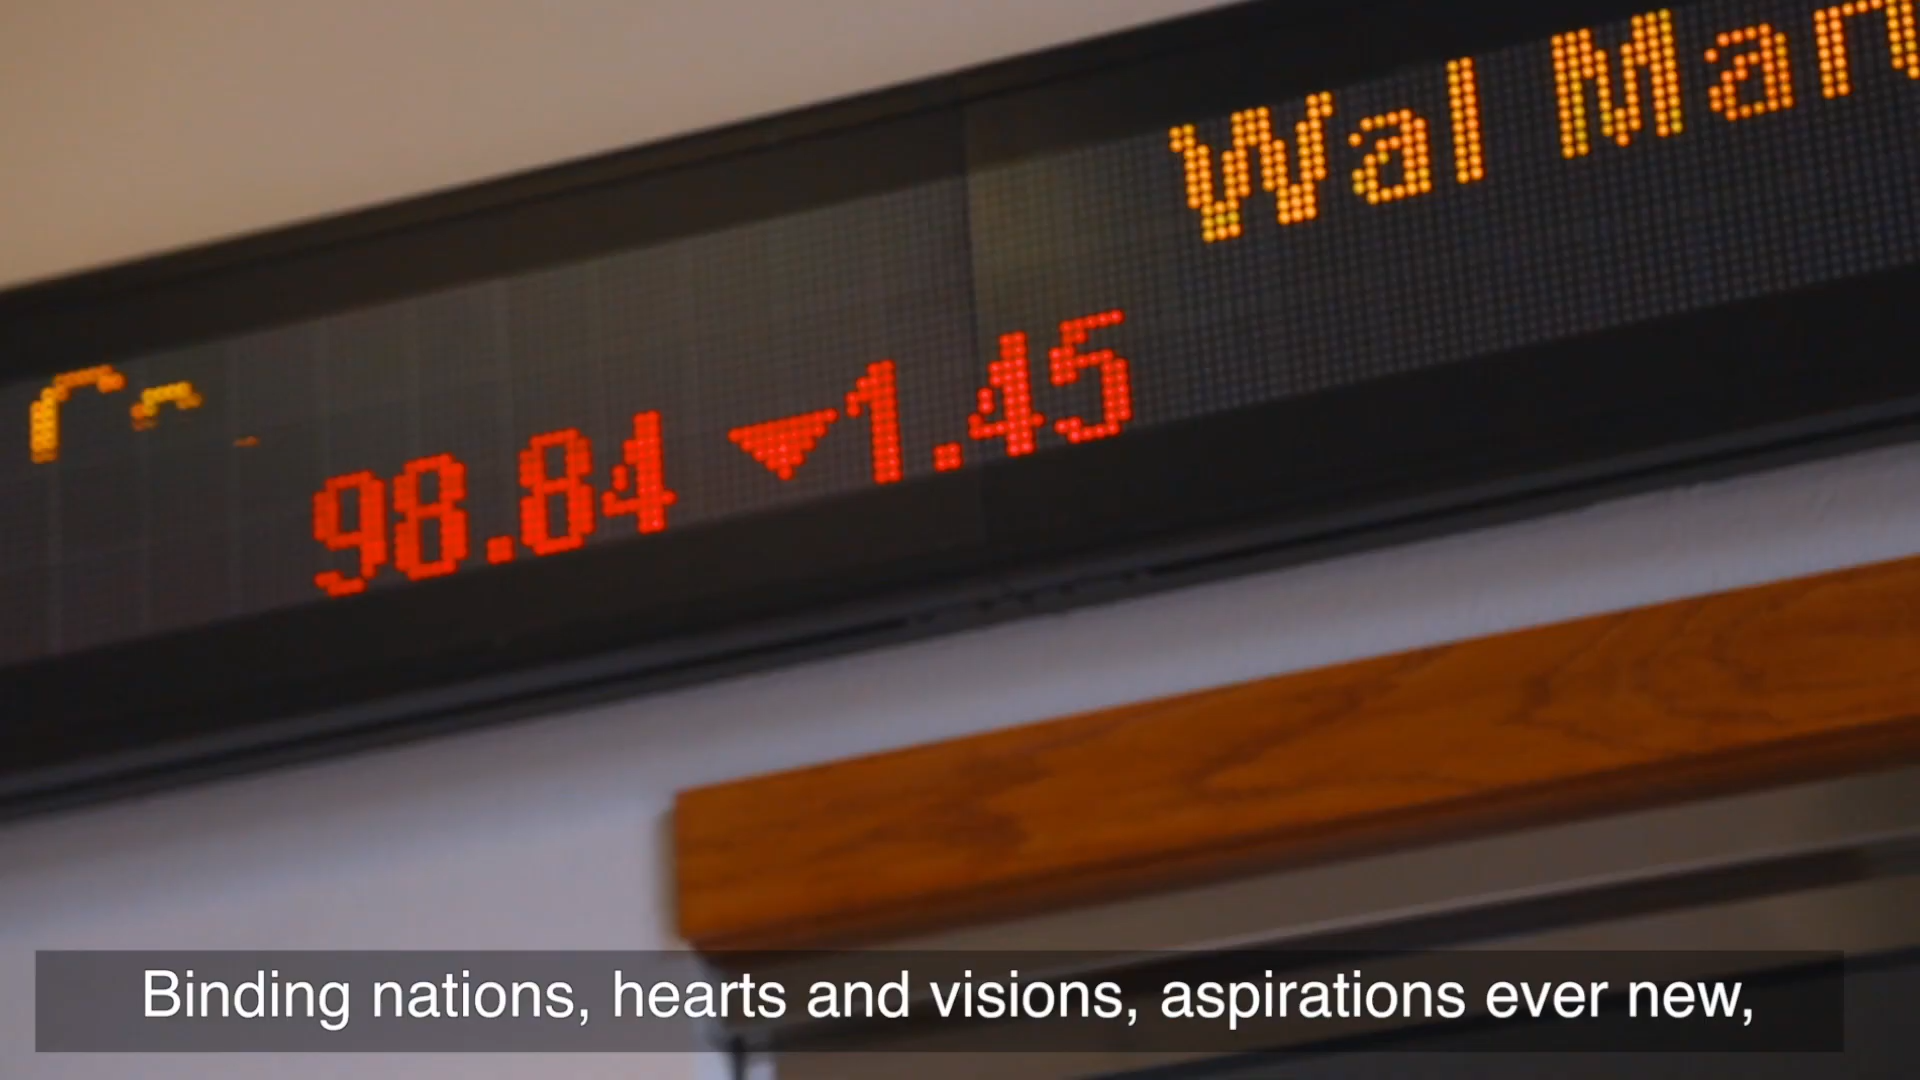 Wal Mar
98.84 ▼1.45
Binding nations, hearts and visions, aspirations ever new,